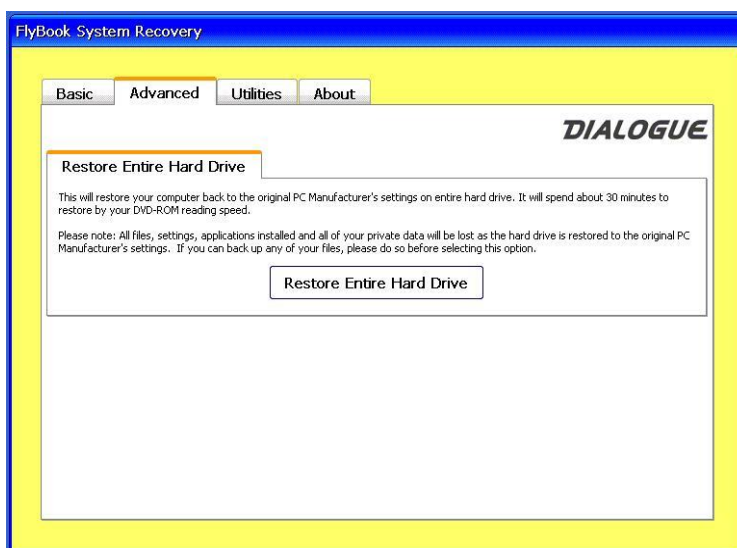 FlyBook System Recovery
Basic Advanced Utilities About
DIALOGUE
Restore Entire Hard Drive
This will restore your computer back to the original PC Manufacturer's settings on entire hard drive. It will spend about 30 minutes to
restore by your DVD-ROM reading speed.
Please note: All files, settings, applications installed and all of your private data will be lost as the hard drive is restored to the original PC
Manufacturer's settings. If you can back up any of your files, please do so before selecting this option.
Restore Entire Hard Drive